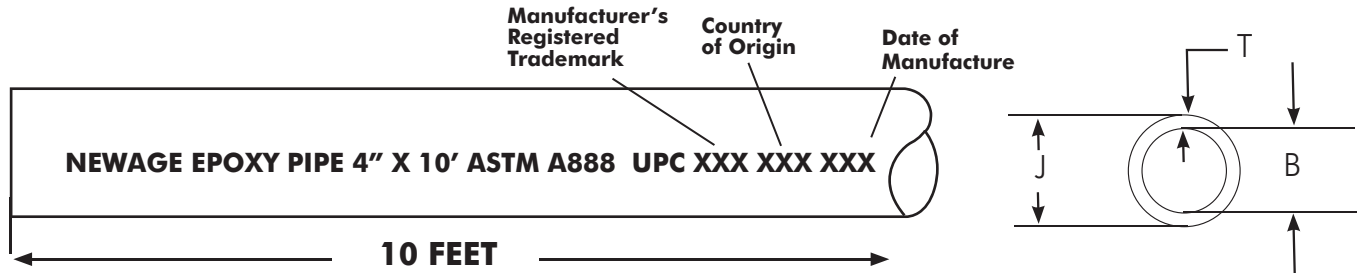 Manufacturer’s
Registered
Trademark
Country
of Origin
Date of
Manufacture
NEWAGE EPOXY PIPE 4” X 10’ ASTM A888 UPC XXX XXX XXX
10 FEET
T
J
B